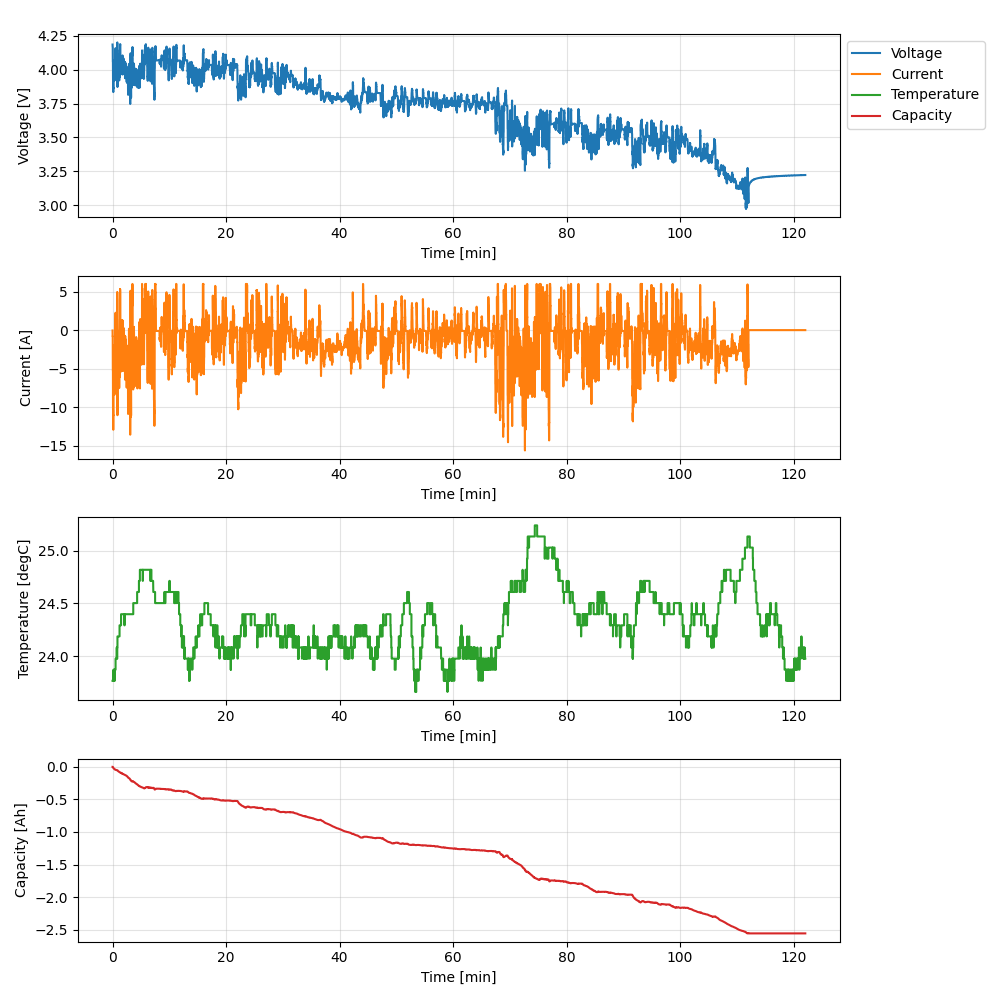 4.25
4.00
3.75
3.50
3.25
3.00
Voltage [V]
0 20 40 60 80 100 120
Time [min]
Voltage
Current
Temperature
Capacity
5
0
−5
−10
−15
Current [A]
0 20 40 60 80 100 120
Time [min]
25.0
24.5
24.0
Temperature [degC]
0 20 40 60 80 100 120
Time [min]
0.0
−0.5
−1.0
−1.5
−2.0
−2.5
Capacity [Ah]
0 20 40 60 80 100 120
Time [min]